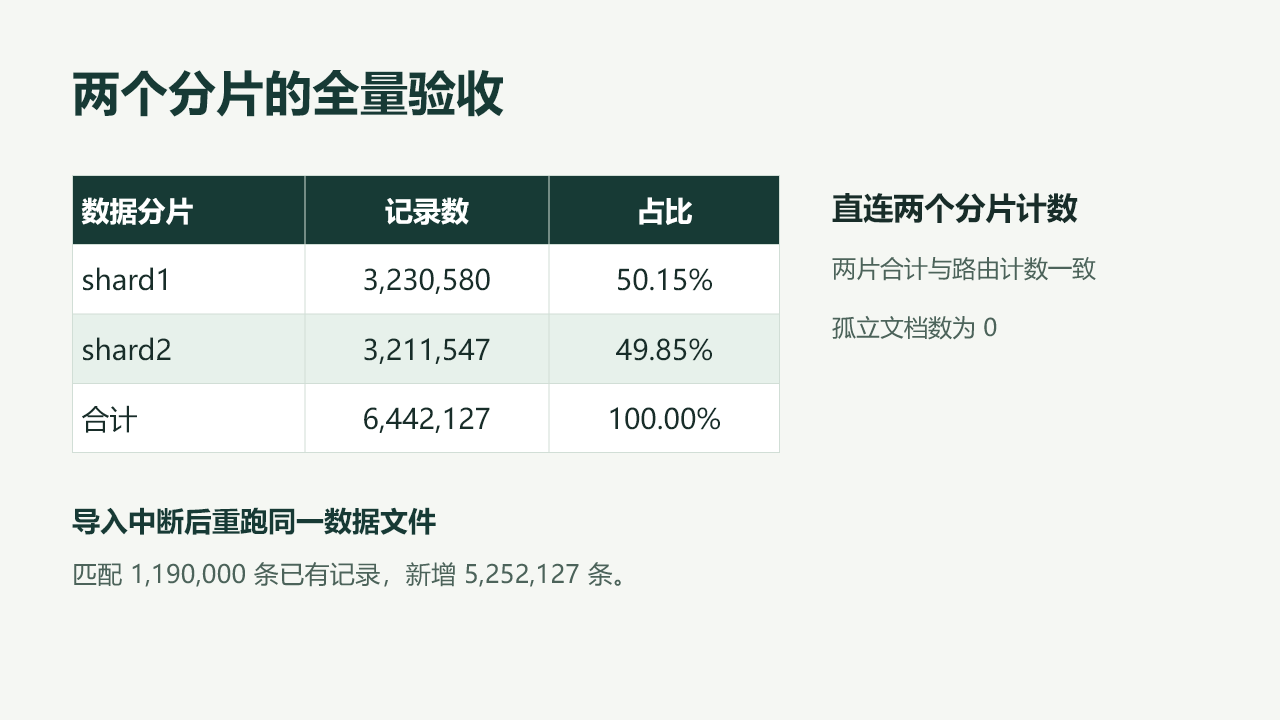 两个分片的全量验收
数据分片 记录数 占比
shard1 3,230,580 50.15%
shard2 3,211,547 49.85%
合计 6,442,127 100.00%
直连两个分片计数
两片合计与路由计数一致
孤立文档数为 0
导入中断后重跑同一数据文件
匹配 1,190,000 条已有记录，新增 5,252,127 条。